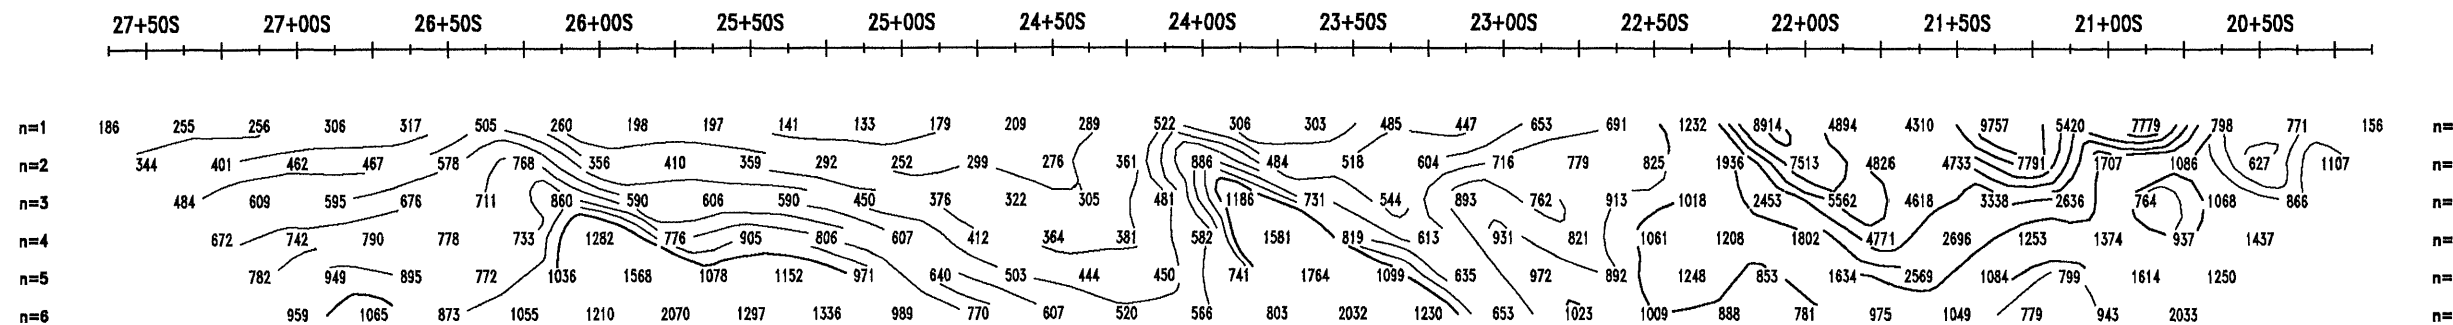 27+50S 27+00S 26+50S 26+00S 25+50S 25+00S 24+50S 24+00S 23+50S 23+00S 22+50S 22+00S 21+50S 21+00S 20+50S
n=1 186 255 256 306 317 505 260 198 197 141 133 179 209 289 522 306 303 485 447 653 691 1232 8914 4894 4310 9757 5420 7779 798 771 156 n=
n=2 344 401 462 467 578 768 356 410 359 292 252 299 276 361 886 484 518 604 716 779 825 1936 7513 4826 4733 7791 1707 1086 627 1107 n=
n=3 484 609 595 676 711 860 590 606 590 450 376 322 305 481 1186 731 544 893 762 913 1018 2453 5562 4618 3338 2636 764 1068 866 n=
n=4 672 742 790 778 733 1282 776 905 806 607 412 364 381 582 1581 819 613 931 821 1061 1208 1802 4771 2696 1253 1374 937 1437 n=
n=5 782 949 895 772 1036 1568 1078 1152 971 640 503 444 450 741 1764 1099 635 972 892 1248 853 1634 2569 1084 799 1614 1250 n=
n=6 959 1065 873 1055 1210 2070 1297 1336 989 770 607 520 566 803 2032 1230 653 1023 1009 888 781 975 1049 779 943 2033 n=